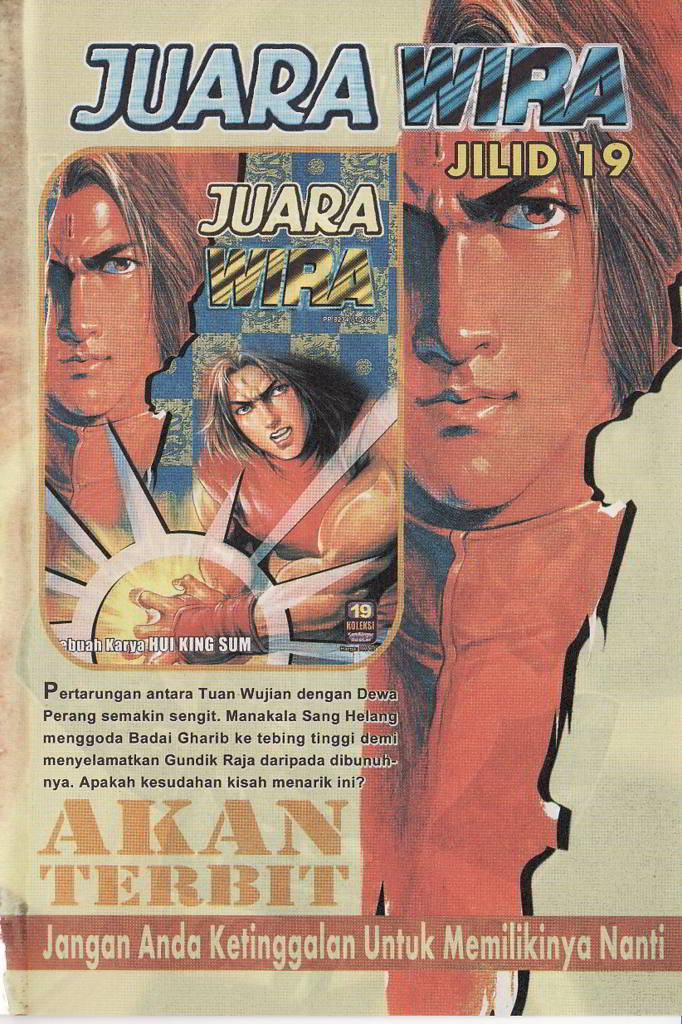 JUARA WIRA
JILID 19
JUARA
WIRA
19
KOLEKSI
Sebuah Karya HUI KING SUM
Pertarungan antara Tuan Wujian dengan Dewa
Perang semakin sengit. Manakala Sang Helang
menggoda Badai Gharib ke tebing tinggi demi
menyelamatkan Gundik Raja daripada dibunuh-
nya. Apakah kesudahan kisah menarik ini?
AKAN
TERBIT
Jangan Anda Ketinggalan Untuk Memilikinya Nanti